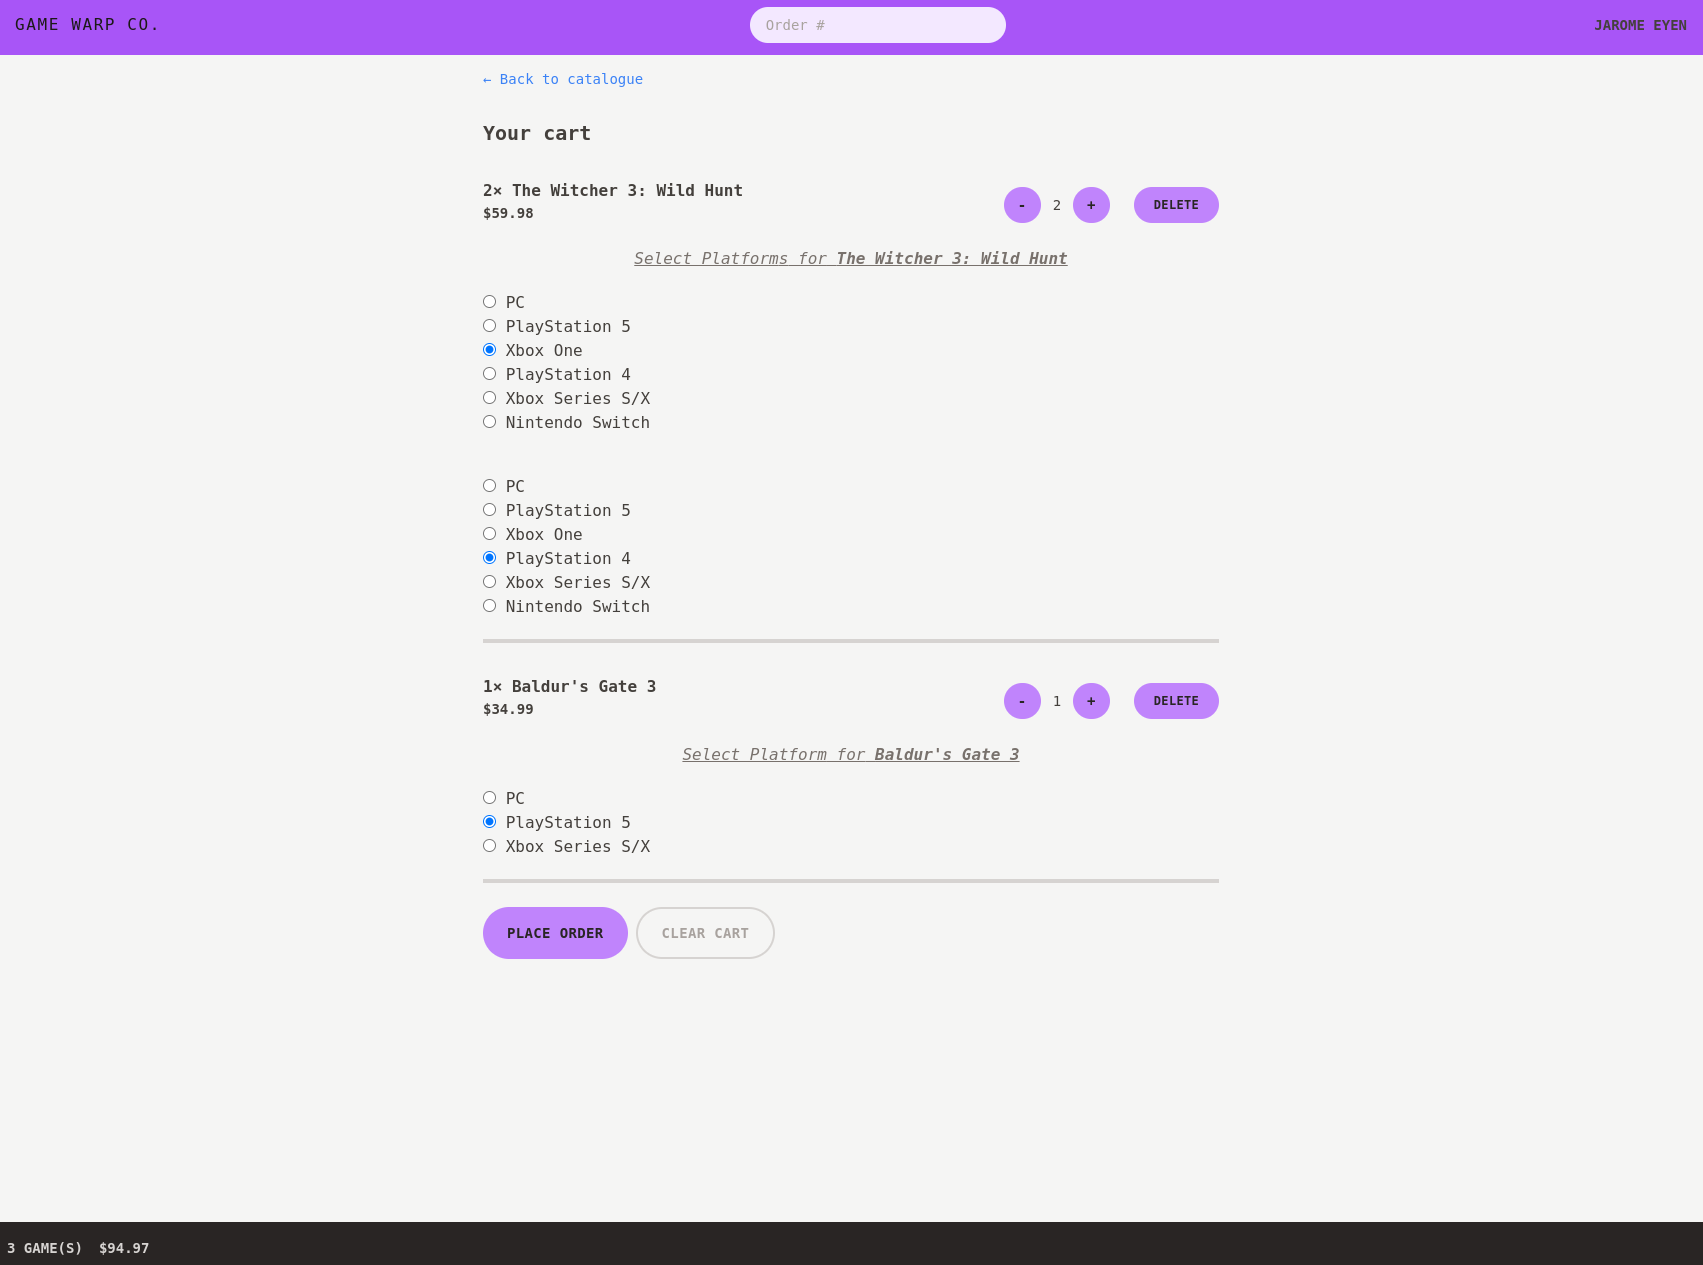 GAME WARP CO.
Order #
JAROME EYEN
← Back to catalogue
Your cart
2× The Witcher 3: Wild Hunt
$59.98
- 2 + DELETE
Select Platforms for The Witcher 3: Wild Hunt
PC
PlayStation 5
Xbox One
PlayStation 4
Xbox Series S/X
Nintendo Switch
PC
PlayStation 5
Xbox One
PlayStation 4
Xbox Series S/X
Nintendo Switch
1× Baldur's Gate 3
$34.99
- 1 + DELETE
Select Platform for Baldur's Gate 3
PC
PlayStation 5
Xbox Series S/X
PLACE ORDER
CLEAR CART
3 GAME(S) $94.97